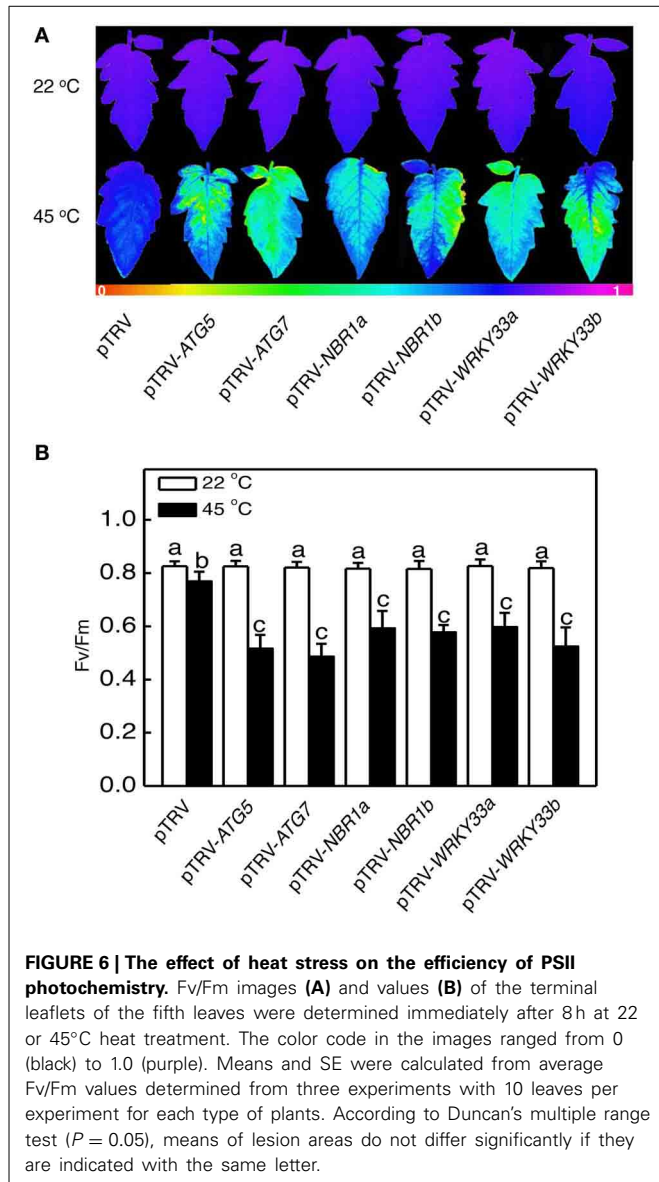 A
22 °C
45 °C
0 1
pTRV
pTRV-ATG5
pTRV-ATG7
pTRV-NBR1a
pTRV-NBR1b
pTRV-WRKY33a
pTRV-WRKY33b
B
22 °C
45 °C
1.0
0.8
0.6
0.4
0.2
0.0
Fv/Fm
a b a c a c a c a c a c a c
pTRV
pTRV-ATG5
pTRV-ATG7
pTRV-NBR1a
pTRV-NBR1b
pTRV-WRKY33a
pTRV-WRKY33b
FIGURE 6 | The effect of heat stress on the efficiency of PSII
photochemistry. Fv/Fm images (A) and values (B) of the terminal
leaflets of the fifth leaves were determined immediately after 8 h at 22
or 45°C heat treatment. The color code in the images ranged from 0
(black) to 1.0 (purple). Means and SE were calculated from average
Fv/Fm values determined from three experiments with 10 leaves per
experiment for each type of plants. According to Duncan's multiple range
test (P = 0.05), means of lesion areas do not differ significantly if they
are indicated with the same letter.